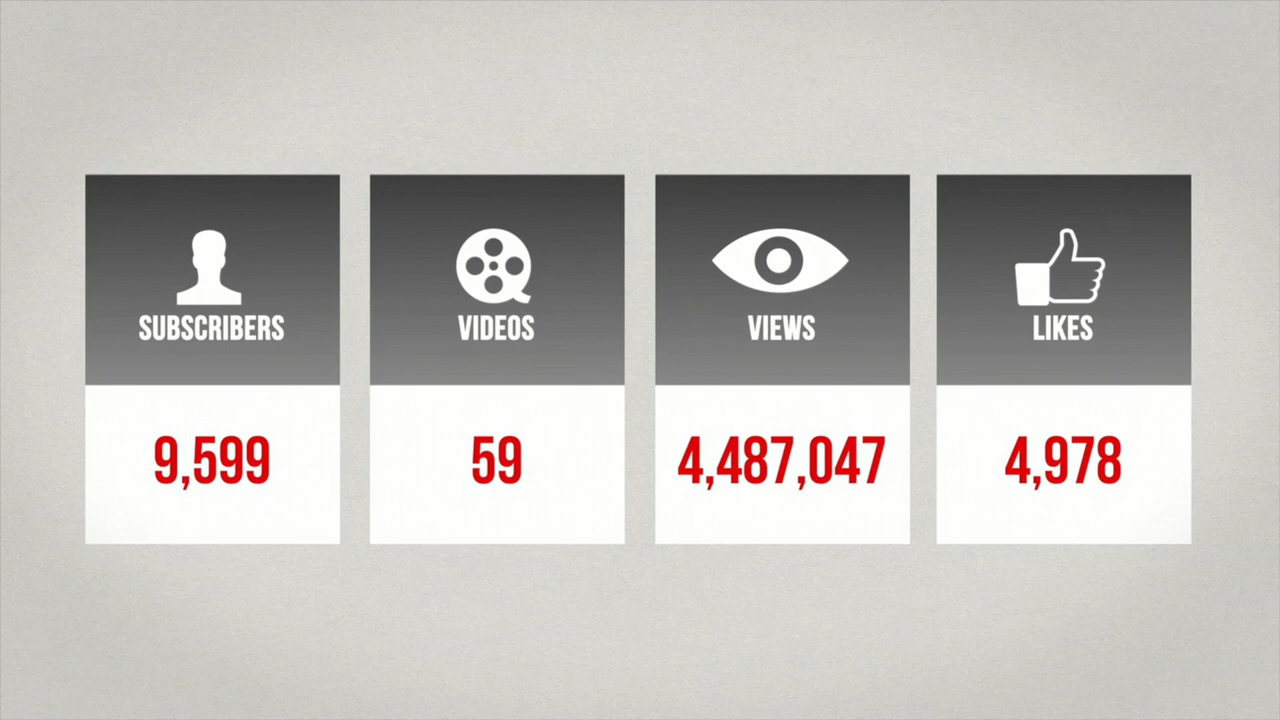 SUBSCRIBERS
9,599
VIDEOS
59
VIEWS
4,487,047
LIKES
4,978